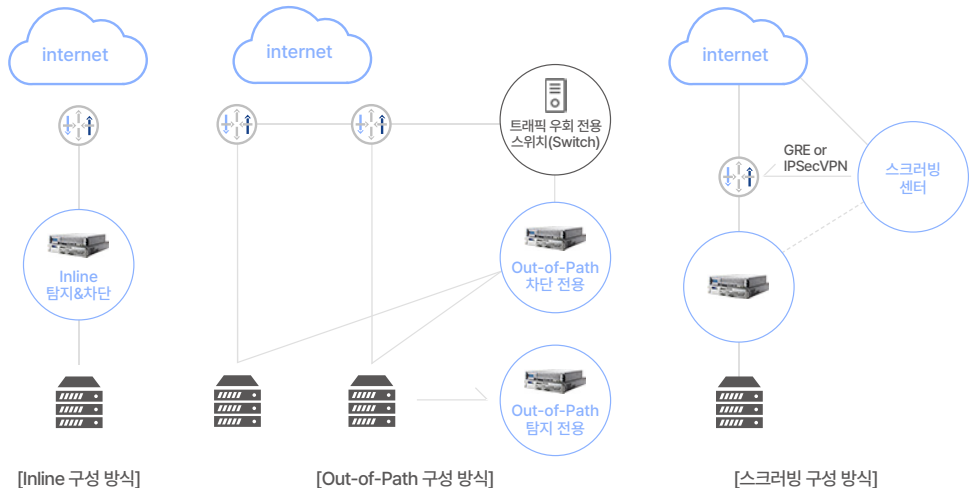 internet
Inline
탐지&차단
[Inline 구성 방식]
internet
트래픽 우회 전용
스위치(Switch)
Out-of-Path
차단 전용
Out-of-Path
탐지 전용
[Out-of-Path 구성 방식]
internet
GRE or
IPSecVPN
스크러빙
센터
[스크러빙 구성 방식]